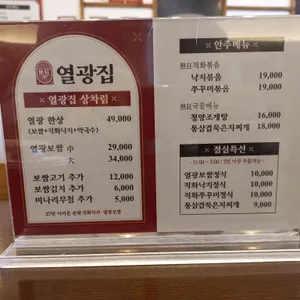 열광집
열광집 상차림
열광 한상 49,000
(보쌈+직화낙지+막국수)
열광보쌈 中 29,000
大 34,000
보쌈고기 추가 12,000
보쌈김치 추가 6,000
미나리무침 추가 5,000
안주메뉴
熱狂직화볶음
낙지볶음 19,000
쭈꾸미볶음 19,000
熱狂국물메뉴
청양조개탕 16,000
통삼겹묵은지찌개 18,000
점심특선
열광보쌈정식 10,000
직화낙지정식 10,000
직화쭈꾸미정식 10,000
통삼겹묵은지찌개 9,000